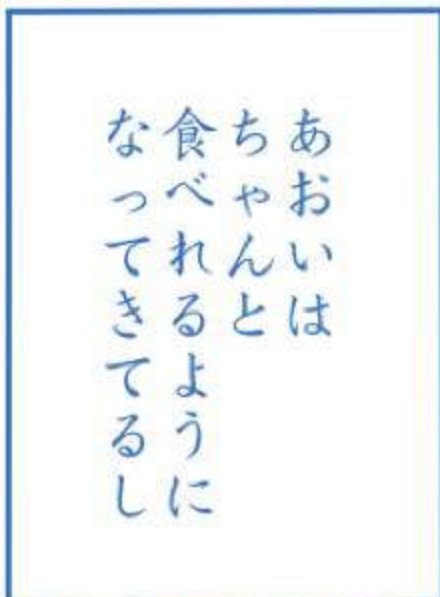 あおいは
ちゃんと
食べれるように
なってきてるし